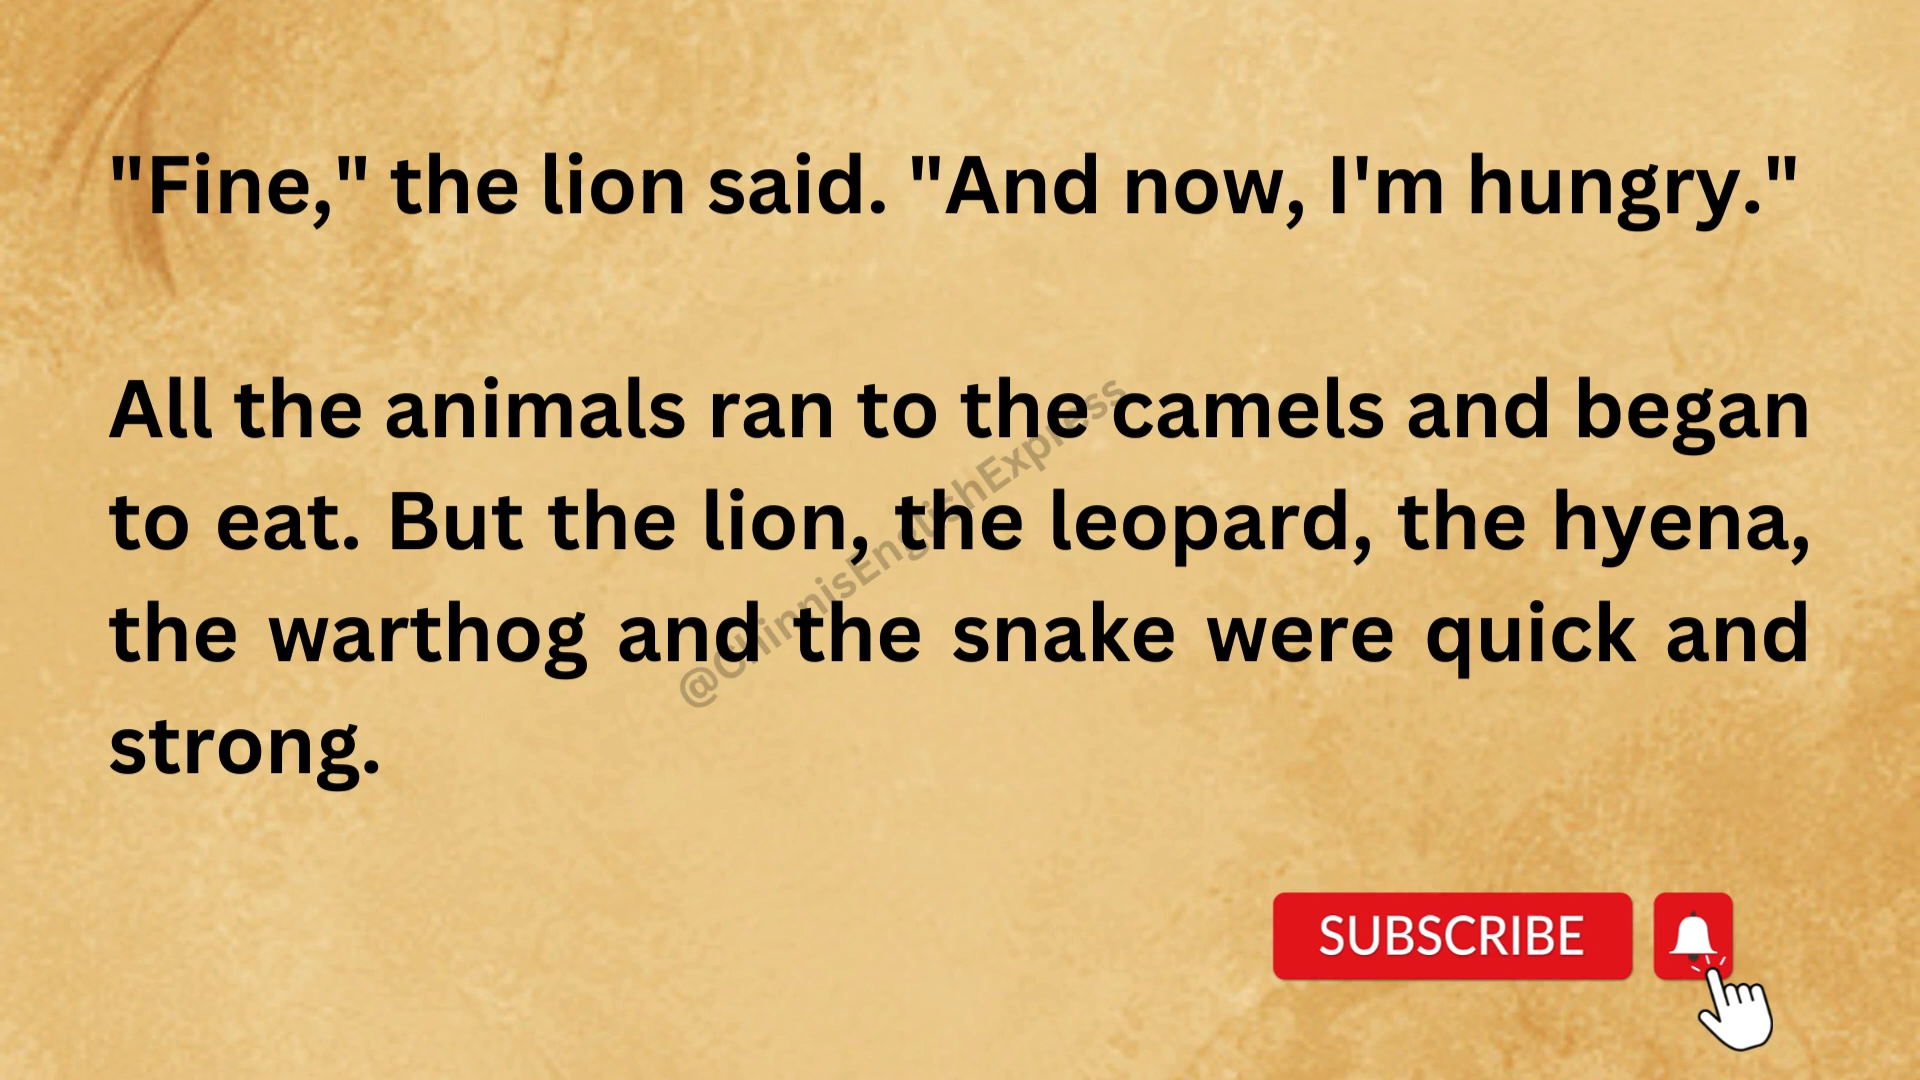 "Fine," the lion said. "And now, I'm hungry."
All the animals ran to the camels and began
to eat. But the lion, the leopard, the hyena,
the warthog and the snake were quick and
strong.
@ChinnisEnglishExpress
SUBSCRIBE